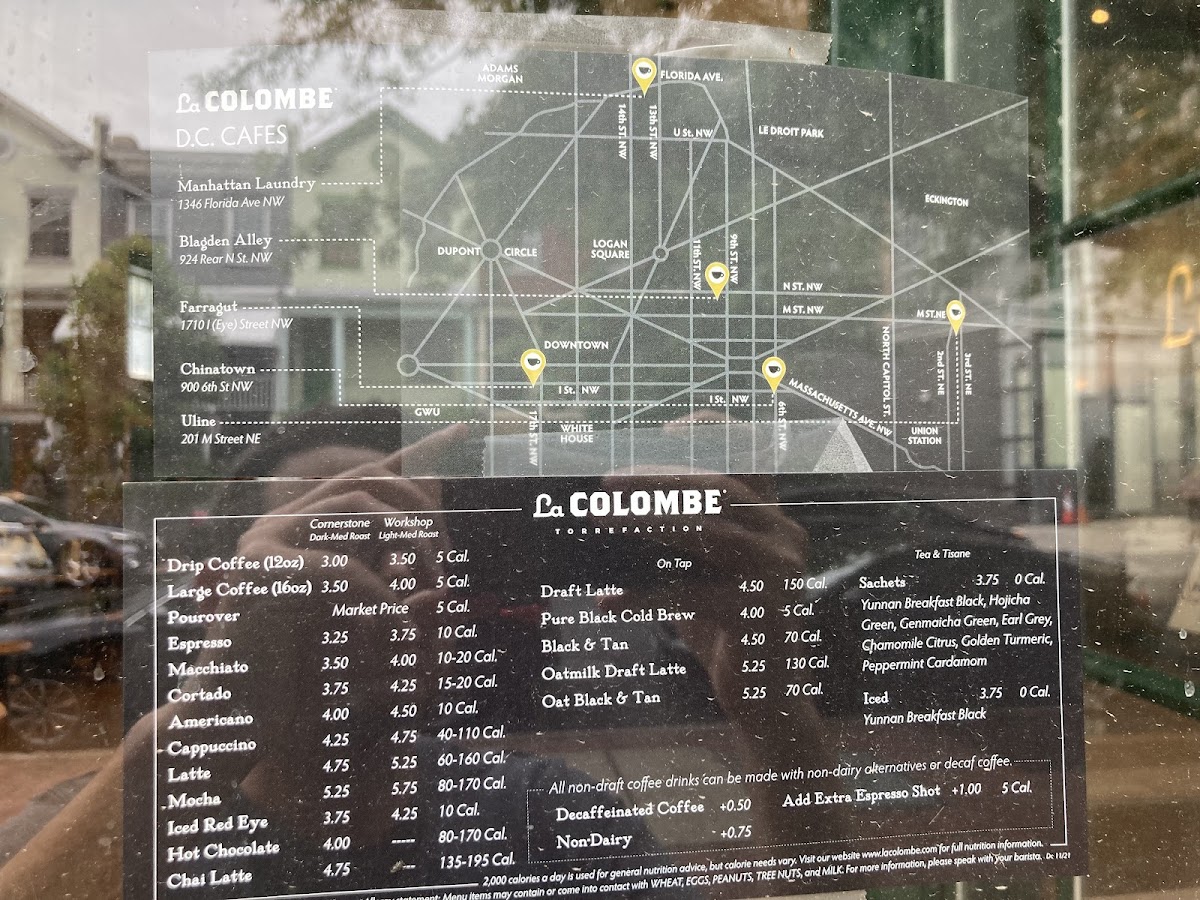 La COLOMBE
D.C. CAFES
Manhattan Laundry
1346 Florida Ave NW
Blagden Alley
924 Rear N St. NW
Farragut
1710 I (Eye) Street NW
Chinatown
900 6th St NW
Uline
201 M Street NE
ADAMS
MORGAN
FLORIDA AVE,
14th ST. NW
13th ST. NW
U St. NW
LE DROIT PARK
ECKINGTON
DUPONT CIRCLE
LOGAN
SQUARE
11th ST. NW
9th ST. NW
N ST. NW
M ST. NW
M ST. NE
DOWNTOWN
NORTH CAPITOL ST.
2nd ST. NE
3rd ST. NE
I St. NW
I St. NW
MASSACHUSETTS AVE. NW
GWU
17th ST. NW
WHITE
HOUSE
6th ST. NW
UNION
STATION
La COLOMBE
TORREFACTION
Cornerstone Workshop
Dark-Med Roast Light-Med Roast
Drip Coffee (12oz) 3.00 3.50 5 Cal.
Large Coffee (16oz) 3.50 4.00 5 Cal.
Pourover Market Price 5 Cal.
Espresso 3.25 3.75 10 Cal.
Macchiato 3.50 4.00 10-20 Cal.
Cortado 3.75 4.25 15-20 Cal.
Americano 4.00 4.50 10 Cal.
Cappuccino 4.25 4.75 40-110 Cal.
Latte 4.75 5.25 60-160 Cal.
Mocha 5.25 5.75 80-170 Cal.
Iced Red Eye 3.75 4.25 10 Cal.
Hot Chocolate 4.00 ---- 80-170 Cal.
Chai Latte 4.75 ---- 135-195 Cal.
On Tap
Draft Latte 4.50 150 Cal.
Pure Black Cold Brew 4.00 5 Cal.
Black & Tan 4.50 70 Cal.
Oatmilk Draft Latte 5.25 130 Cal.
Oat Black & Tan 5.25 70 Cal.
Tea & Tisane
Sachets 3.75 0 Cal.
Yunnan Breakfast Black, Hojicha
Green, Genmaicha Green, Earl Grey,
Chamomile Citrus, Golden Turmeric,
Peppermint Cardamom
Iced 3.75 0 Cal.
Yunnan Breakfast Black
All non-draft coffee drinks can be made with non-dairy alternatives or decaf coffee.
Decaffeinated Coffee +0.50 Add Extra Espresso Shot +1.00 5 Cal.
Non-Dairy +0.75
2,000 calories a day is used for general nutrition advice, but calorie needs vary. Visit our website www.lacolombe.com for full nutrition information.
statement: Menu items may contain or come into contact with WHEAT, EGGS, PEANUTS, TREE NUTS, and MILK. For more information, please speak with your barista. Dc 11/21